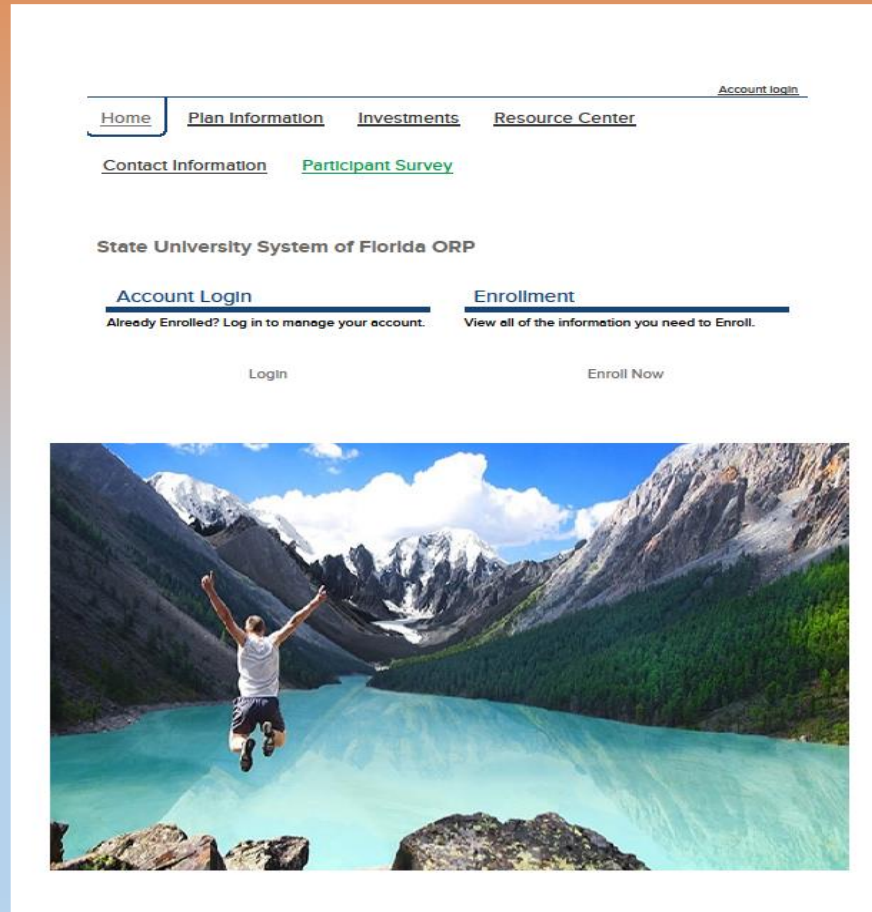 Account login
Home Plan Information Investments Resource Center
Contact Information Participant Survey
State University System of Florida ORP
Account Login Enrollment
Already Enrolled? Log in to manage your account. View all of the information you need to Enroll.
Login Enroll Now